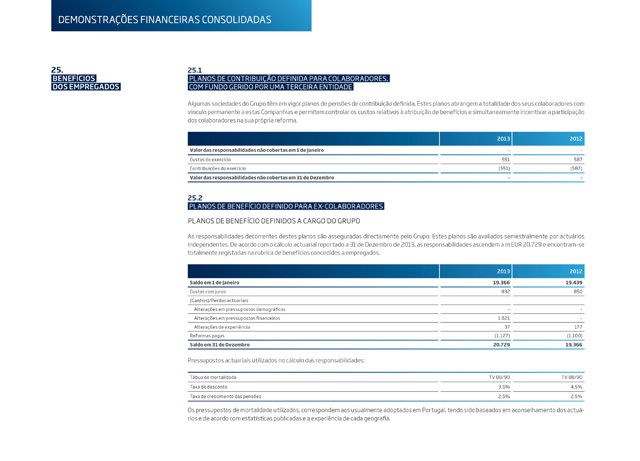 DEMONSTRAÇÕES FINANCEIRAS CONSOLIDADAS
25.
BENEFÍCIOS
DOS EMPREGADOS
25.1
PLANOS DE CONTRIBUIÇÃO DEFINIDA PARA COLABORADORES,
COM FUNDO GERIDO POR UMA TERCEIRA ENTIDADE
Algumas sociedades do Grupo têm em vigor planos de pensões de contribuição definida. Estes planos abrangem a totalidade dos seus colaboradores com
vínculo permanente a estas Companhias e permitem controlar os custos relativos à atribuição de benefícios e simultaneamente incentivar a participação
dos colaboradores na sua própria reforma.
2013 2012
Valor das responsabilidades não cobertas em 1 de Janeiro - -
Custos do exercício 551 587
Contribuições do exercício (551) (587)
Valor das responsabilidades não cobertas em 31 de Dezembro - -
25.2
PLANOS DE BENEFÍCIO DEFINIDO PARA EX-COLABORADORES
PLANOS DE BENEFÍCIO DEFINIDOS A CARGO DO GRUPO
As responsabilidades decorrentes destes planos são asseguradas directamente pelo Grupo. Estes planos são avaliados semestralmente por actuários
independentes. De acordo com o cálculo actuarial reportado a 31 de Dezembro de 2013, as responsabilidades ascendem a m EUR 20.729 e encontram-se
totalmente registadas na rubrica de benefícios concedidos a empregados.
2013 2012
Saldo em 1 de Janeiro 19.366 19.439
Custos com juros 832 850
(Ganhos)/Perdas actuariais
Alterações em pressupostos demográficos - -
Alterações em pressupostos financeiros 1.621 -
Alterações de experiência 37 177
Reformas pagas (1.127) (1.100)
Saldo em 31 de Dezembro 20.729 19.366
Pressupostos actuariais utilizados no cálculo das responsabilidades:
Tábua de mortalidade TV 88/90 TV 88/90
Taxa de desconto 3,5% 4,5%
Taxa de crescimento das pensões 2,5% 2,5%
Os pressupostos de mortalidade utilizados, correspondem aos usualmente adoptados em Portugal, tendo sido baseados em aconselhamento dos actuá-
rios e de acordo com estatísticas publicadas e a experiência de cada geografia.